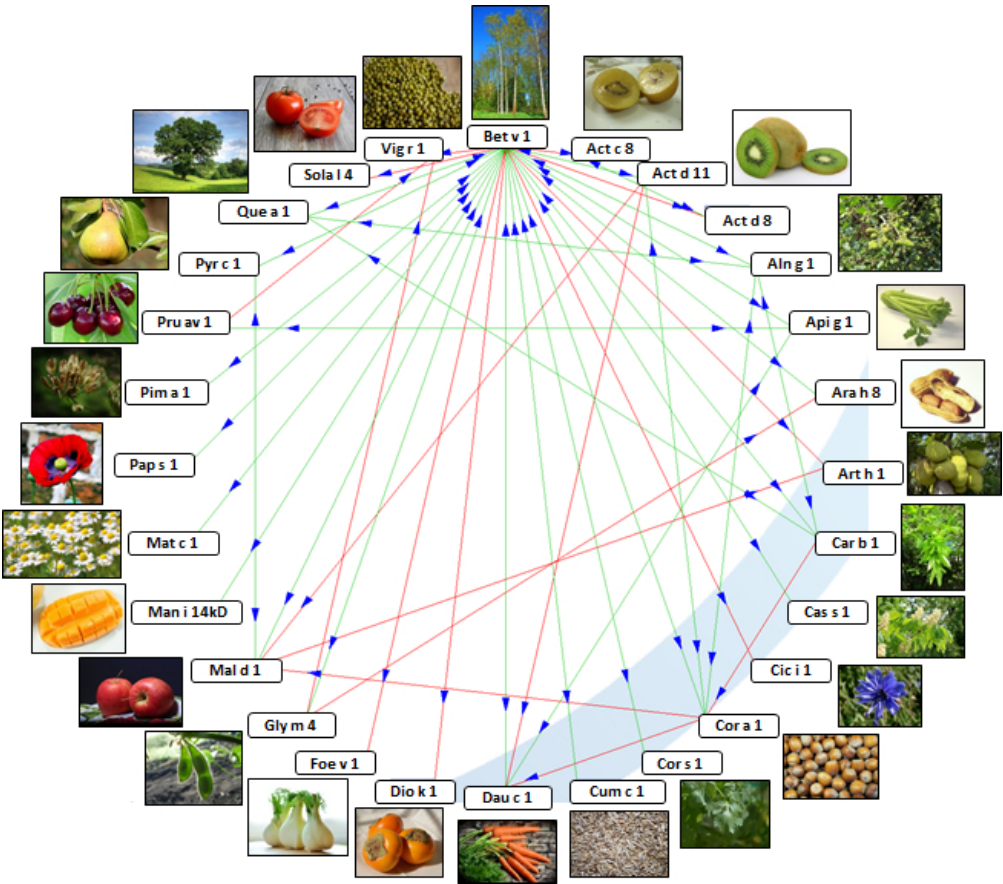 Bet v 1
Vig r 1
Act c 8
Sola l 4
Act d 11
Que a 1
Act d 8
Pyr c 1
Aln g 1
Pru av 1
Api g 1
Pim a 1
Ara h 8
Pap s 1
Art h 1
Mat c 1
Car b 1
Man i 14kD
Cas s 1
Mal d 1
Cic i 1
Gly m 4
Cor a 1
Foe v 1
Cor s 1
Dio k 1
Dau c 1
Cum c 1